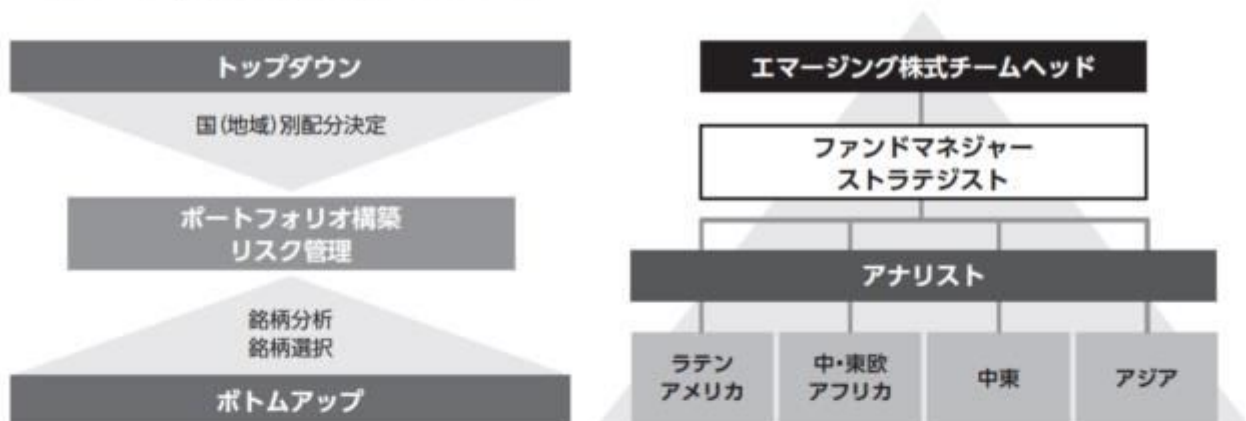 トップダウン
国(地域)別配分決定
ポートフォリオ構築
リスク管理
銘柄分析
銘柄選択
ボトムアップ
エマージング株式チームヘッド
ファンドマネジャー
ストラテジスト
アナリスト
ラテン
アメリカ
中・東欧
アフリカ
中東
アジア